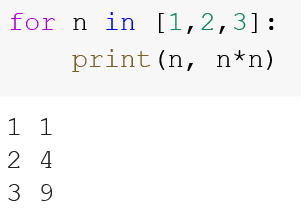 for n in [1,2,3]:
    print(n, n*n)
1 1
2 4
3 9